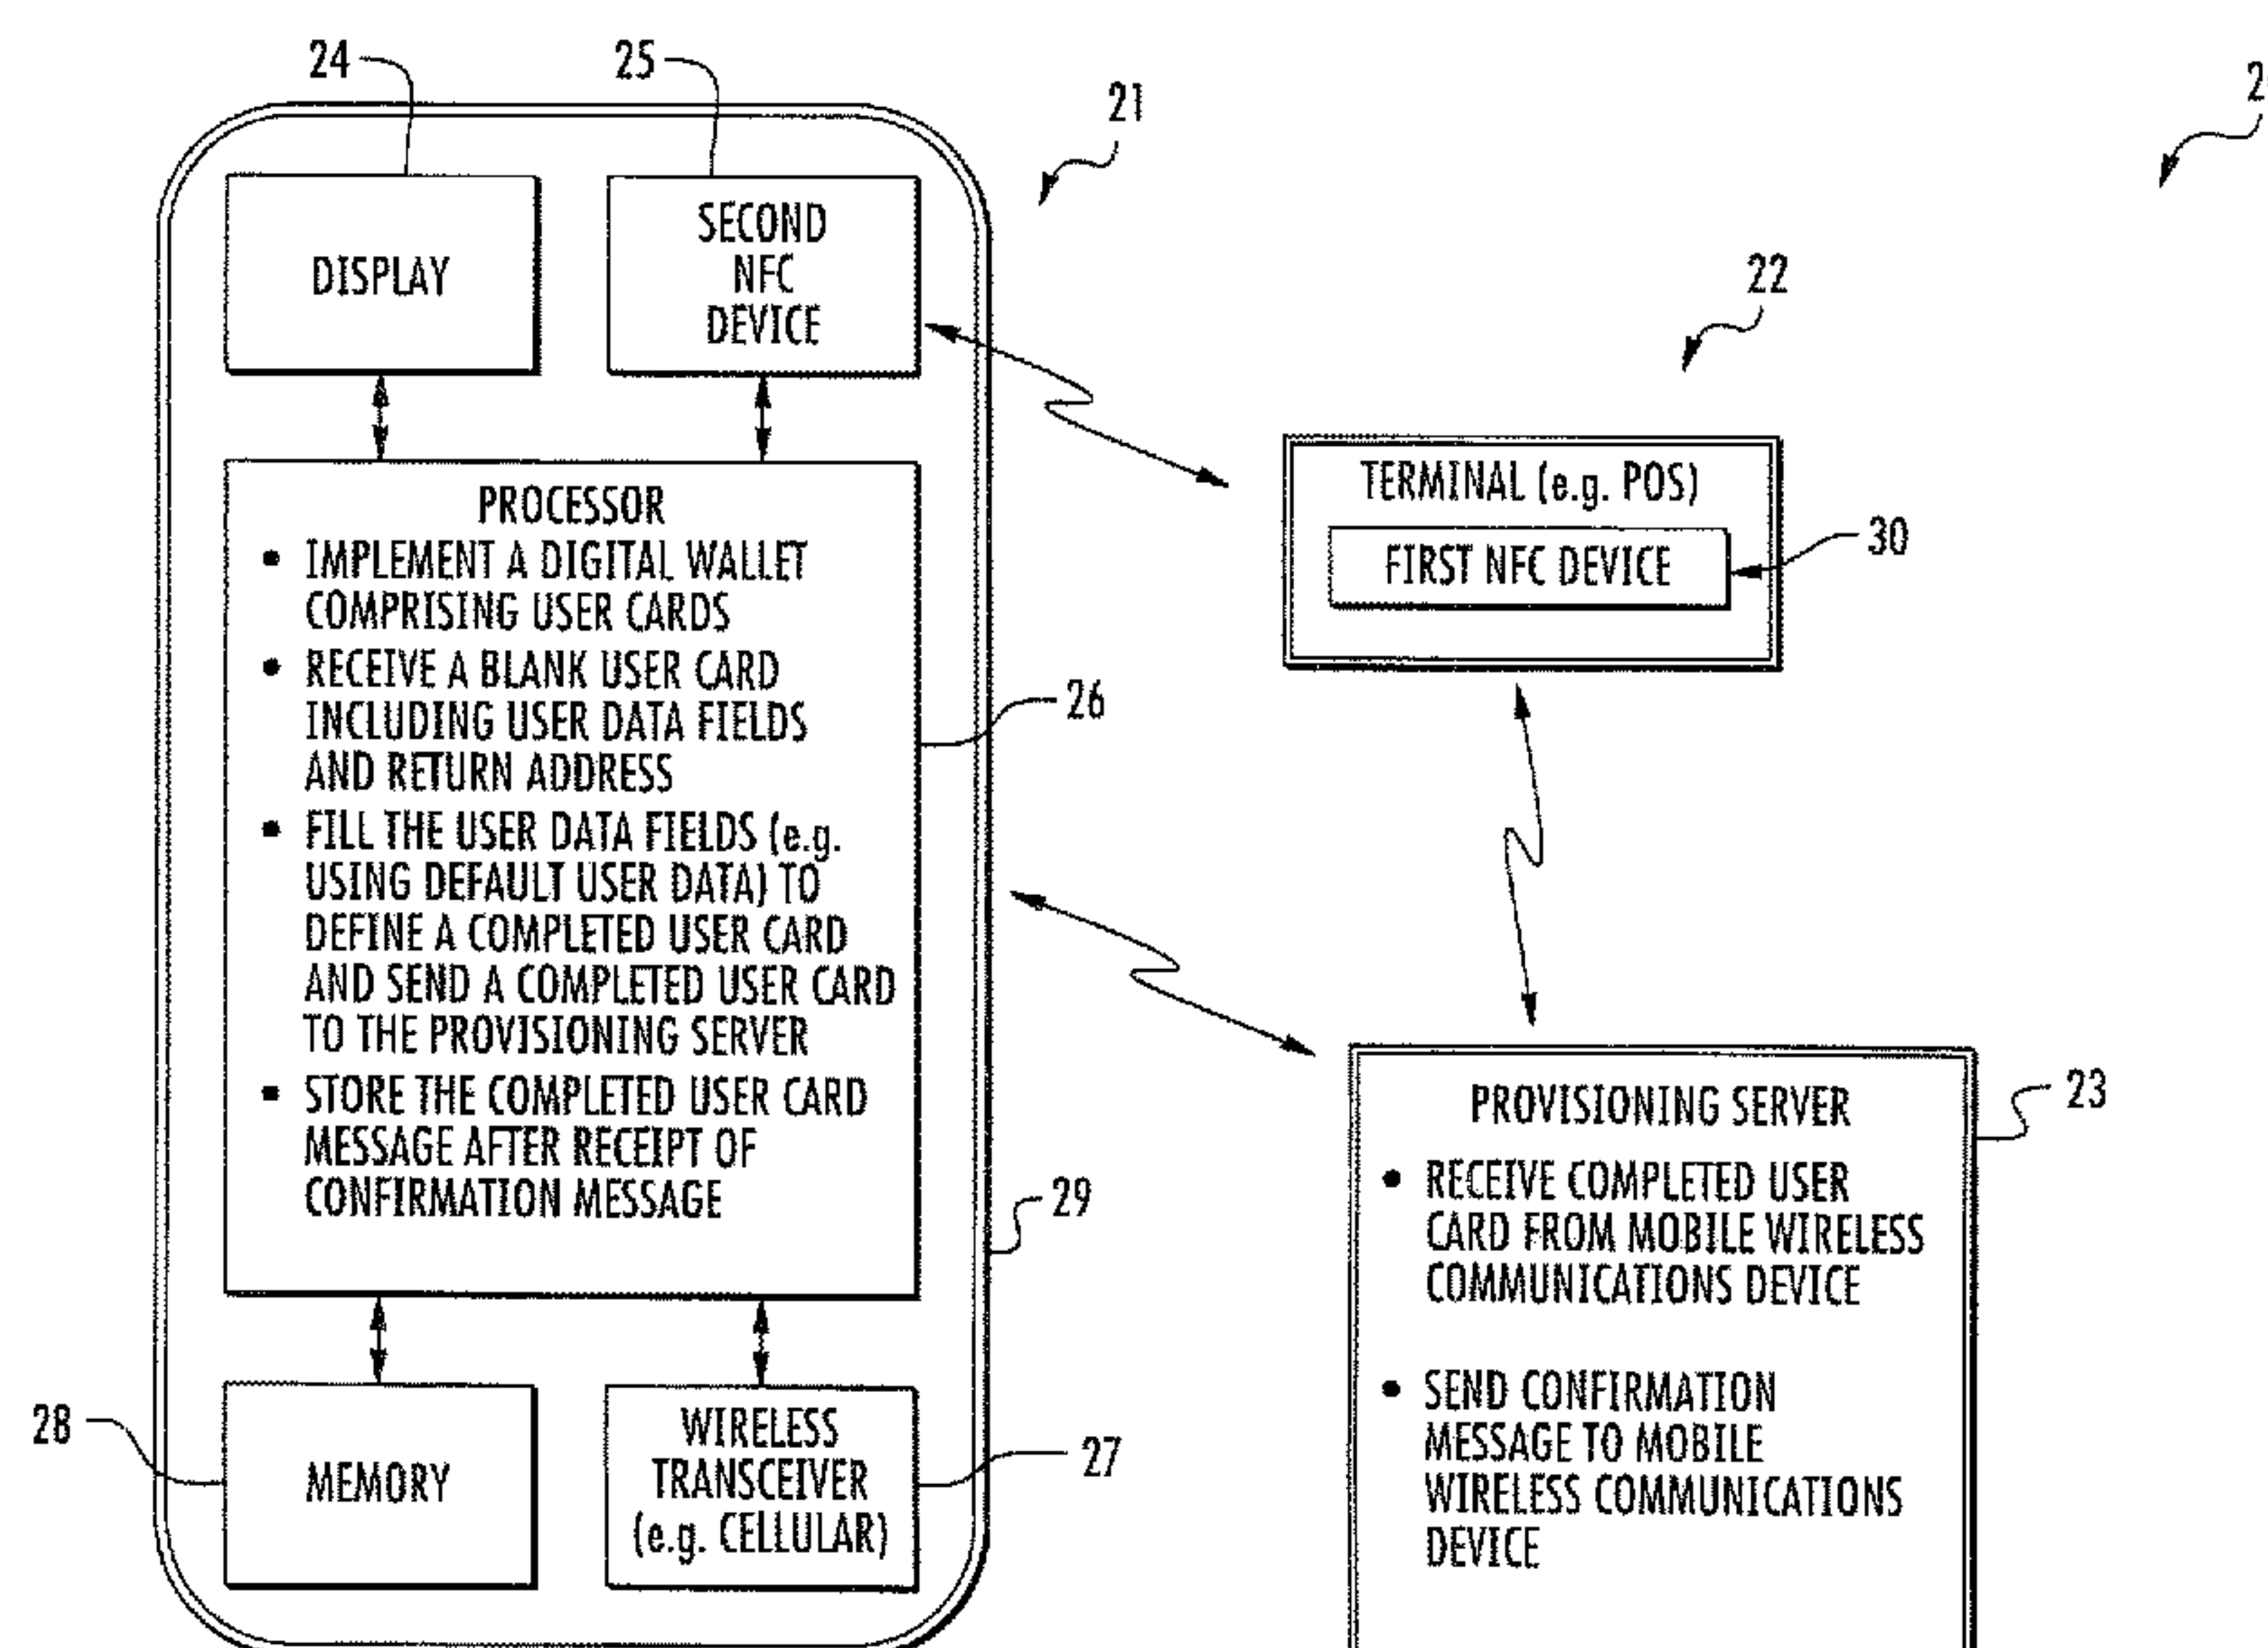 24
25
21
2
DISPLAY
SECOND
NFC
DEVICE
22
PROCESSOR
• IMPLEMENT A DIGITAL WALLET
COMPRISING USER CARDS
• RECEIVE A BLANK USER CARD
INCLUDING USER DATA FIELDS
AND RETURN ADDRESS
• FILL THE USER DATA FIELDS (e.g.
USING DEFAULT USER DATA) TO
DEFINE A COMPLETED USER CARD
AND SEND A COMPLETED USER CARD
TO THE PROVISIONING SERVER
• STORE THE COMPLETED USER CARD
MESSAGE AFTER RECEIPT OF
CONFIRMATION MESSAGE
26
29
TERMINAL (e.g. POS)
FIRST NFC DEVICE
30
PROVISIONING SERVER
23
• RECEIVE COMPLETED USER
CARD FROM MOBILE WIRELESS
COMMUNICATIONS DEVICE
• SEND CONFIRMATION
MESSAGE TO MOBILE
WIRELESS COMMUNICATIONS
DEVICE
28
MEMORY
WIRELESS
TRANSCEIVER
(e.g. CELLULAR)
27